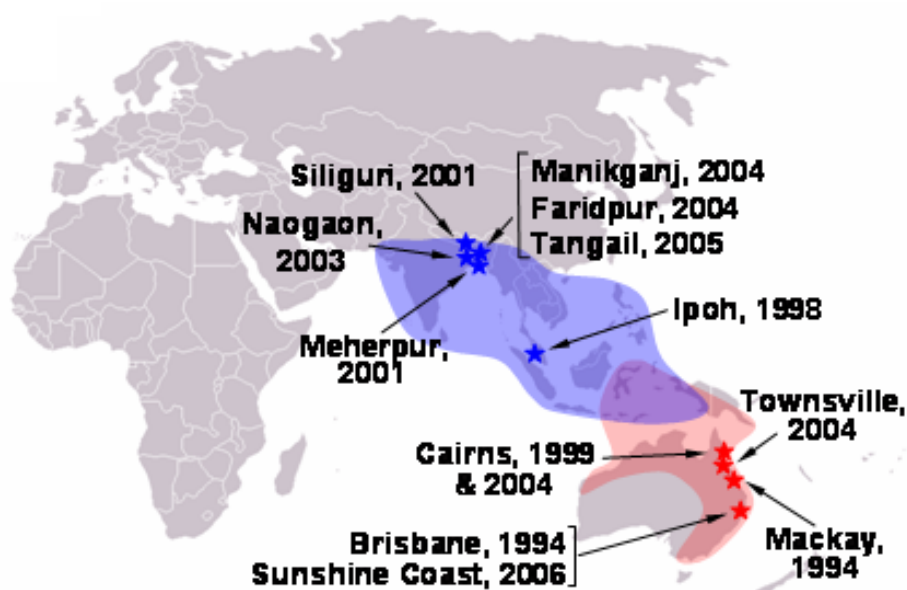 Siliguri, 2001
Manikganj, 2004
Faridpur, 2004
Tangail, 2005
Naogaon,
2003
Meherpur,
2001
Ipoh, 1998
Townsville,
2004
Cairns, 1999
& 2004
Brisbane, 1994
Sunshine Coast, 2006
Mackay,
1994